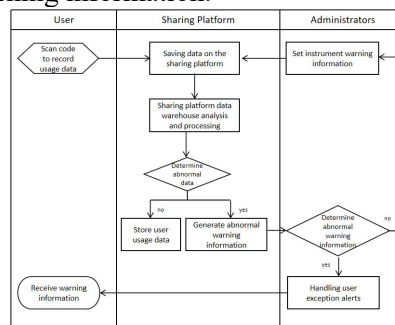 User
Sharing Platform
Administrators
Scan code
to record
usage data
Saving data on the
sharing platform
Set instrument warning
information
Sharing platform data
warehouse analysis
and processing
Determine
abnormal
data
no
yes
Store user
usage data
Generate abnormal
warning
information
Determine
abnormal
warning
information
no
yes
Receive warning
information
Handling user
exception alerts